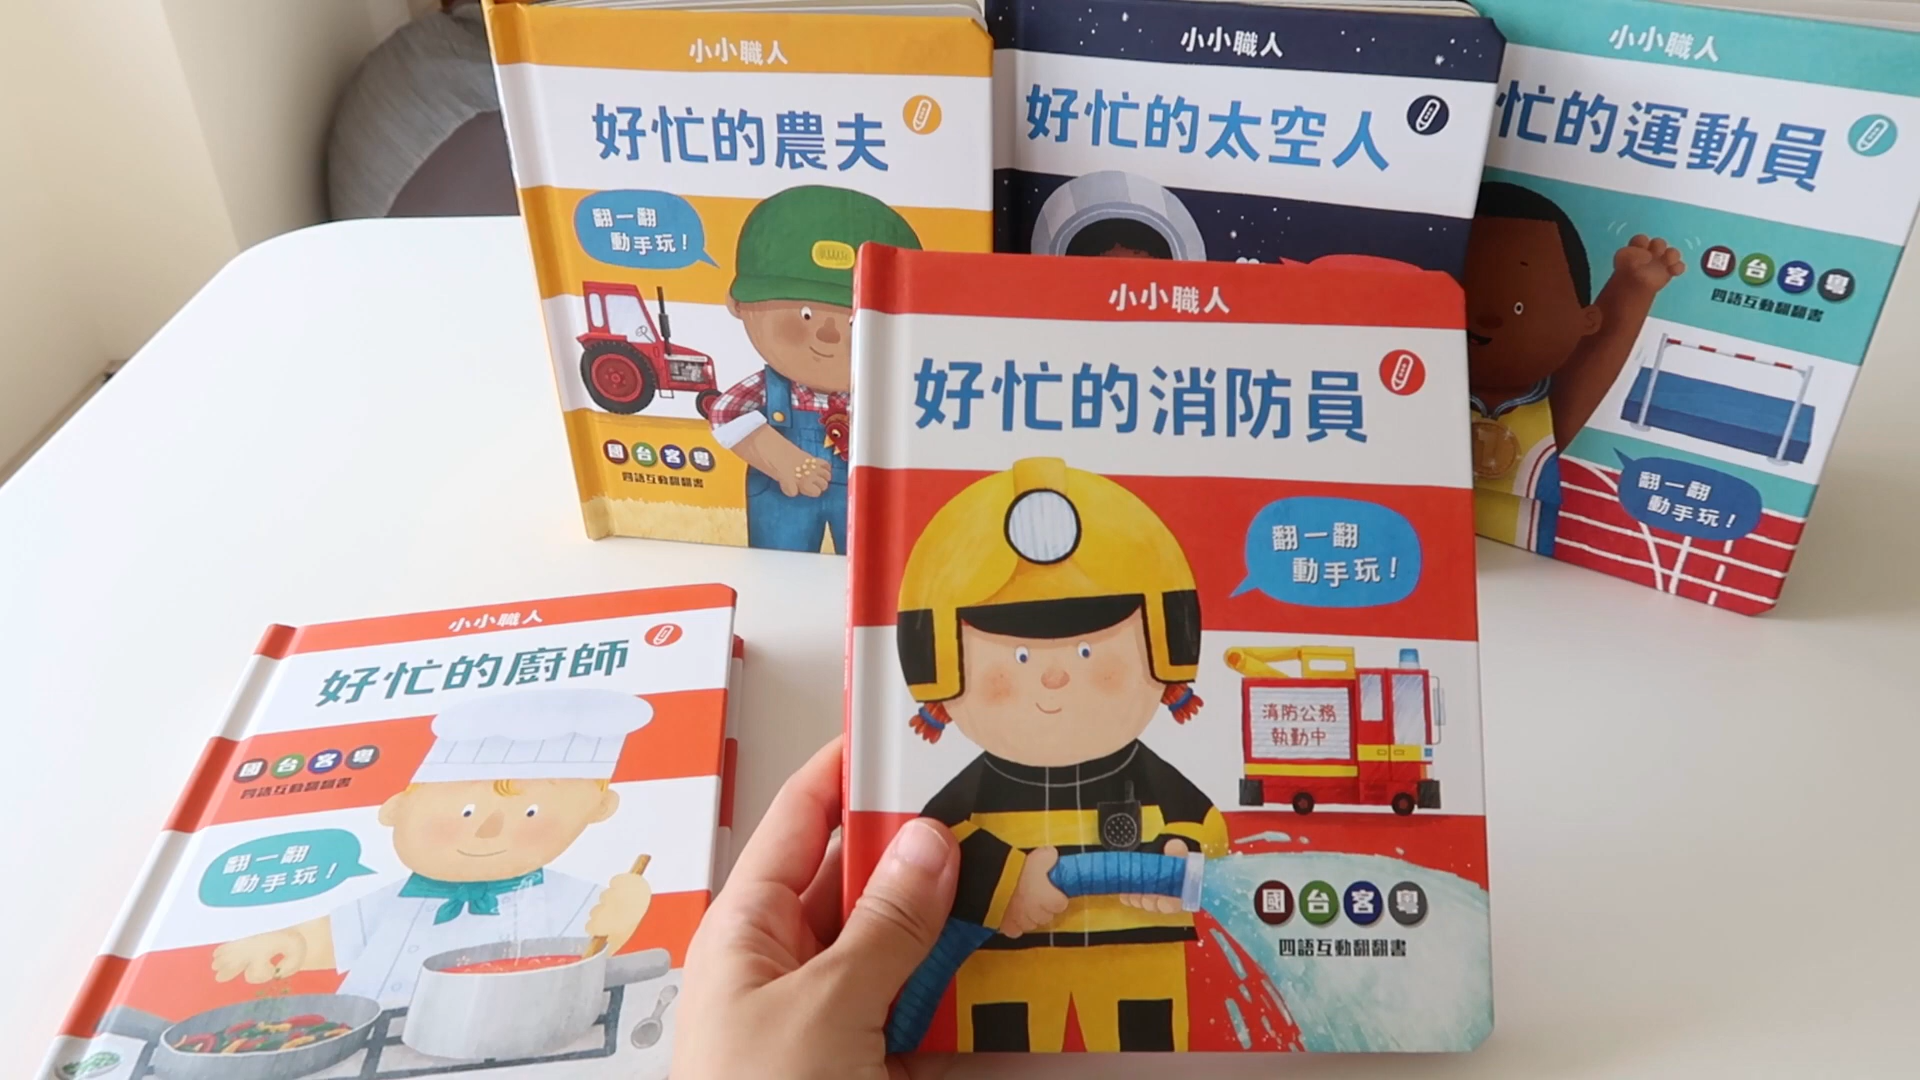 小小職人
好忙的農夫
翻一翻
動手玩！
國台客粵
四語互動翻翻書
小小職人
好忙的太空人
小小職人
忙的運動員
國台客粵
四語互動翻翻書
翻一翻
動手玩！
小小職人
好忙的消防員
翻一翻
動手玩！
消防公務
執勤中
國台客粵
四語互動翻翻書
小小職人
好忙的廚師
國台客粵
四語互動翻翻書
翻一翻
動手玩！